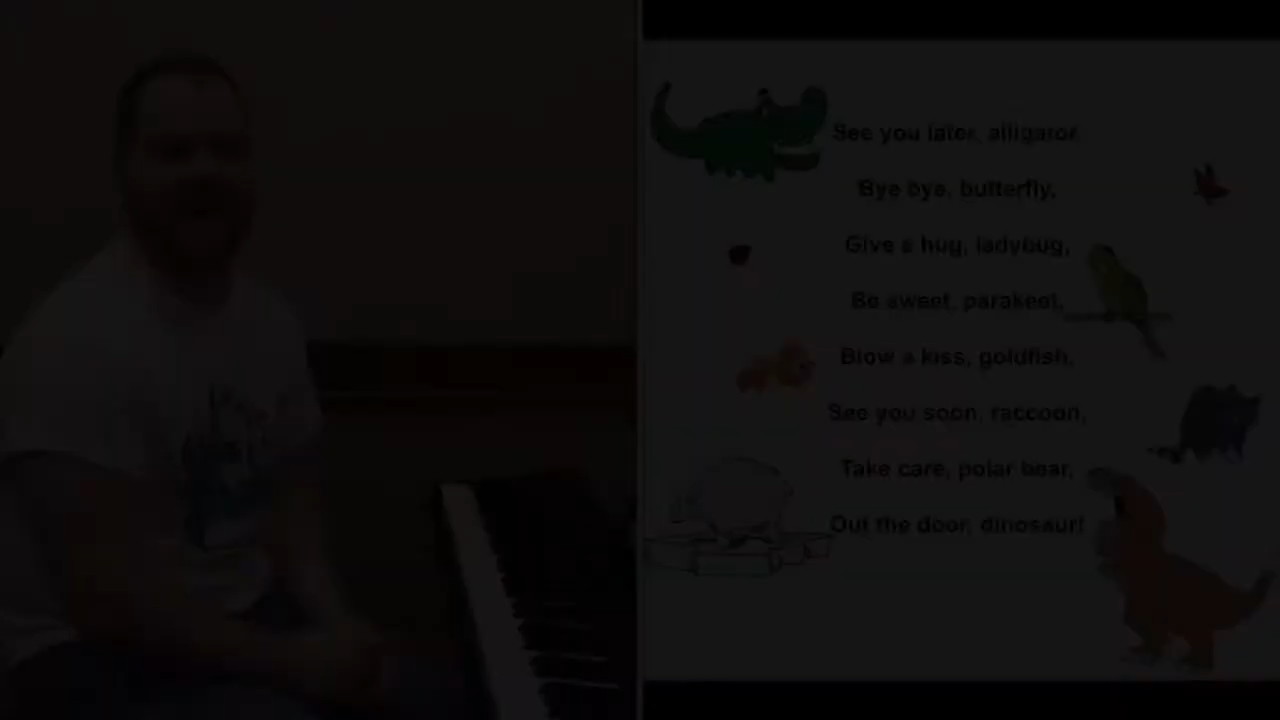 See you later, alligator.
Bye bye, butterfly,
Give a hug, ladybug,
Be sweet, parakeet,
Blow a kiss, goldfish,
See you soon, raccoon,
Take care, polar bear,
Out the door, dinosaur!